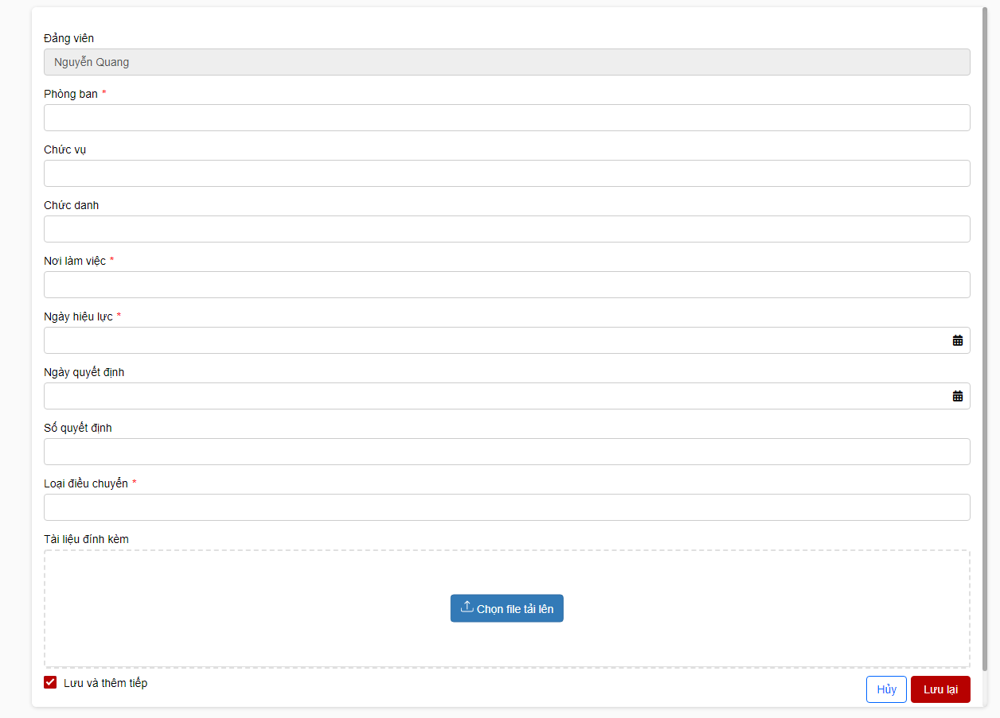 Đảng viên
Nguyễn Quang
Phòng ban *
Chức vụ
Chức danh
Nơi làm việc *
Ngày hiệu lực *
Ngày quyết định
Số quyết định
Loại điều chuyển *
Tài liệu đính kèm
Chọn file tải lên
Lưu và thêm tiếp
Hủy
Lưu lại